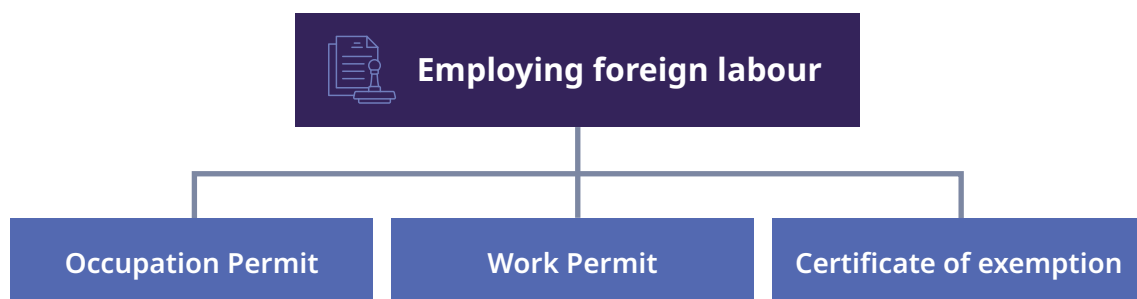 Employing foreign labour
Occupation Permit
Work Permit
Certificate of exemption